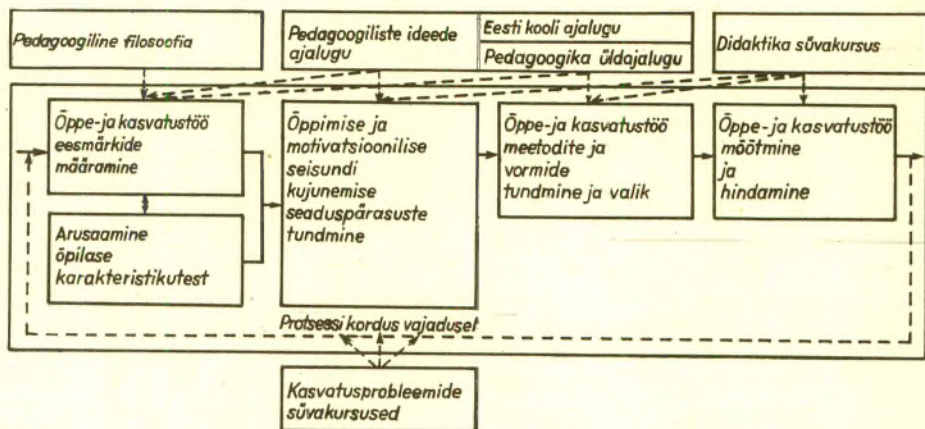 Pedagoogiline filosoofia
Pedagoogiliste ideede
ajalugu
Eesti kooli ajalugu
Pedagoogika üldajalugu
Didaktika süvakursus
Õppe-ja kasvatustöö
eesmärkide
määramine
Arusaamine
õpilase
karakteristikutest
Õppimise ja
motivatsioonilise
seisundi
kujunemise
seaduspärasuste
tundmine
Õppe-ja kasvatustöö
meetodite ja
vormide
tundmine ja valik
Õppe-ja kasvatustöö
mõõtmine
ja
hindamine
Protsessi kordus vajadusel
Kasvatusprobleemide
süvakursused